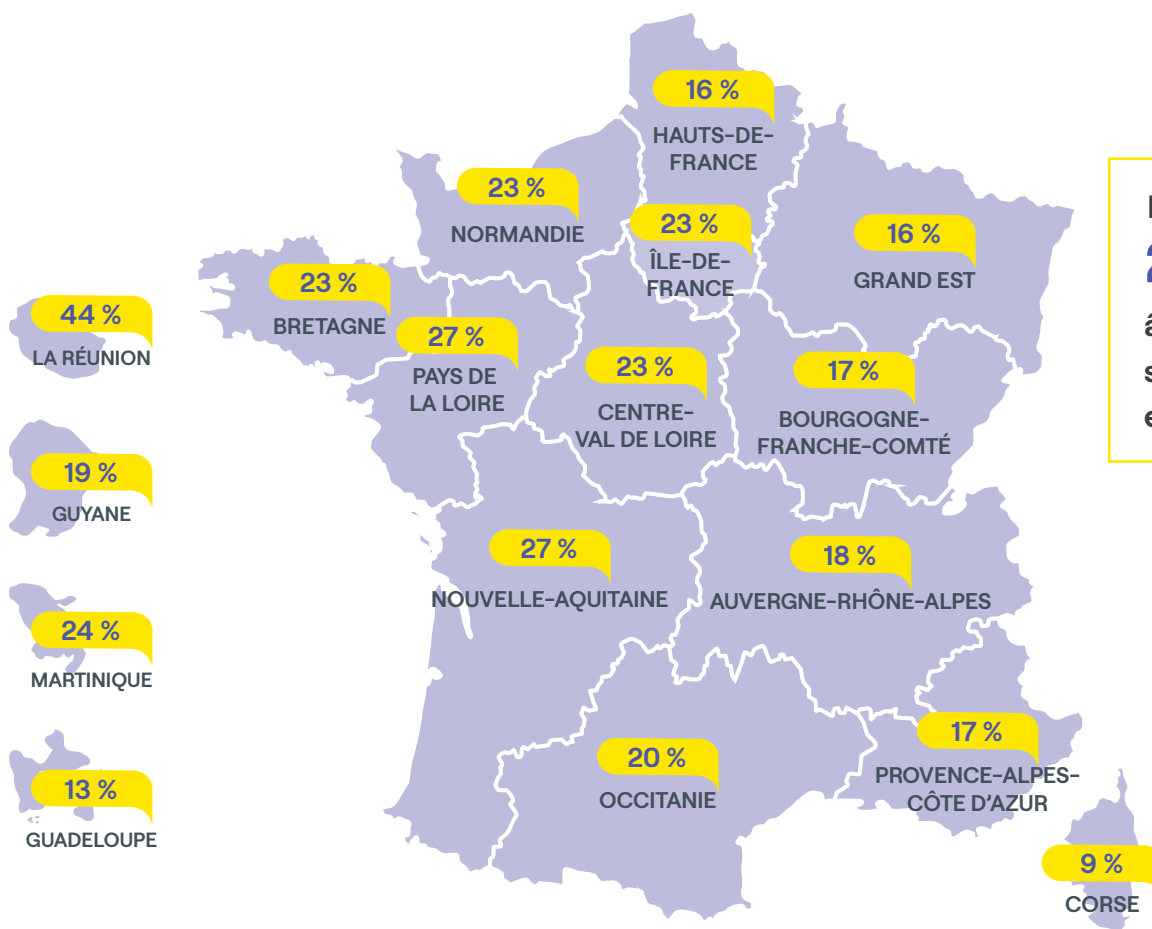 16 %
HAUTS-DE-
FRANCE
23 %
NORMANDIE
23 %
ÎLE-DE-
FRANCE
16 %
GRAND EST
23 %
BRETAGNE
27 %
PAYS DE
LA LOIRE
23 %
CENTRE-
VAL DE LOIRE
17 %
BOURGOGNE-
FRANCHE-COMTÉ
44 %
LA RÉUNION
19 %
GUYANE
24 %
MARTINIQUE
13 %
GUADELOUPE
27 %
NOUVELLE-AQUITAINE
18 %
AUVERGNE-RHÔNE-ALPES
20 %
OCCITANIE
17 %
PROVENCE-ALPES-
CÔTE D'AZUR
9 %
CORSE